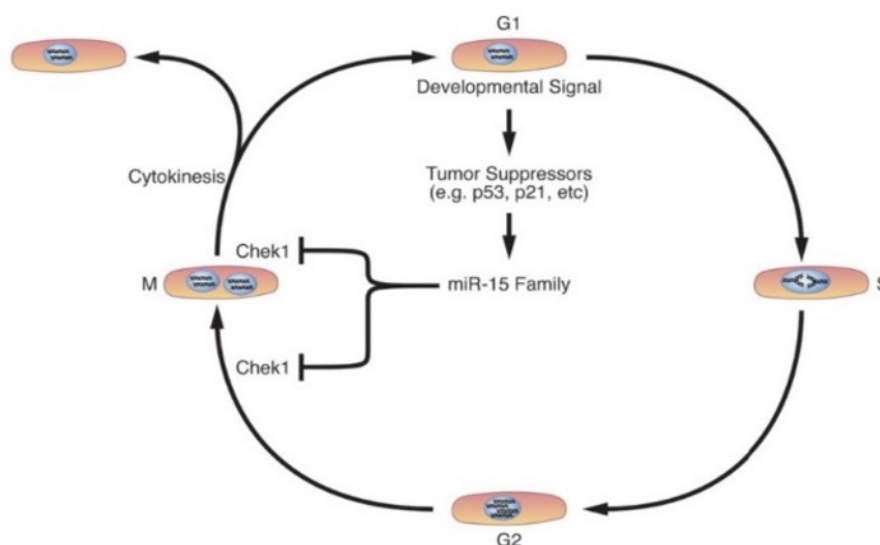 G1
Developmental Signal
Tumor Suppressors
(e.g. p53, p21, etc)
Cytokinesis
Chek1
M
miR-15 Family
S
Chek1
G2